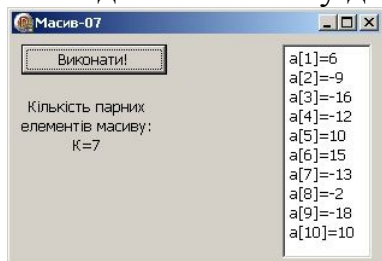 Масив-07
Виконати!
Кількість парних
елементів масиву:
К=7
a[1]=6
a[2]=-9
a[3]=-16
a[4]=-12
a[5]=10
a[6]=15
a[7]=-13
a[8]=-2
a[9]=-18
a[10]=10